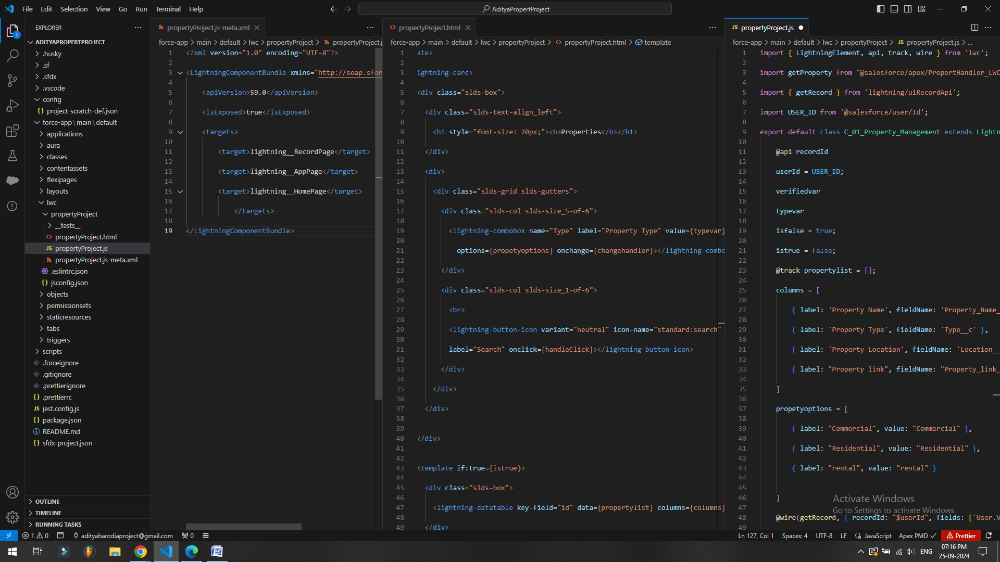 File Edit Selection View Go Run Terminal Help
AdityaPropertProject
EXPLORER
ADITYAPROPERTPROJECT
.husky
.sf
.sfdx
.vscode
config
{} project-scratch-def.json
force-app\main\default
applications
aura
classes
contentassets
flexipages
layouts
lwc
propertyProject
__tests__
<> propertyProject.html
JS propertyProject.js
propertyProject.js-meta.xml
.eslintrc.json
{} jsconfig.json
objects
permissionsets
staticresources
tabs
triggers
scripts
.forceignore
.gitignore
.prettierignore
{} .prettierrc
JS jest.config.js
{} package.json
README.md
{} sfdx-project.json
OUTLINE
TIMELINE
RUNNING TASKS
propertyProject.js-meta.xml
force-app > main > default > lwc > propertyProject > propertyProject.j
1 <?xml version="1.0" encoding="UTF-8"?>
2
3 <LightningComponentBundle xmlns="http://soap.sfor
4
5 <apiVersion>59.0</apiVersion>
6
7 <isExposed>true</isExposed>
8
9 <targets>
10
11 <target>lightning__RecordPage</target>
12
13 <target>lightning__AppPage</target>
14
15 <target>lightning__HomePage</target>
16
17 </targets>
18
19 </LightningComponentBundle>
<> propertyProject.html
force-app > main > default > lwc > propertyProject > <> propertyProject.html > template
1 ate>
2
3 ightning-card>
4
5 <div class="slds-box">
6
7 <div class="slds-text-align_left">
8
9 <h1 style="font-size: 20px;"><b>Properties</b></h1>
10
11 </div>
12
13 <div>
14
15 <div class="slds-grid slds-gutters">
16
17 <div class="slds-col slds-size_5-of-6">
18
19 <lightning-combobox name="Type" label="Property Type" value={typevar}
20
21 options={propetyoptions} onchange={changehandler}></lightning-combo
22
23 </div>
24
25 <div class="slds-col slds-size_1-of-6">
26
27 <br>
28
29 <lightning-button-icon variant="neutral" icon-name="standard:search"
30
31 label="Search" onclick={handleClick}></lightning-button-icon>
32
33 </div>
34
35 </div>
36
37 </div>
38
39
40 </div>
41
42
43 <template if:true={istrue}>
44
45 <div class="slds-box">
46
47 <lightning-datatable key-field="id" data={propertylist} columns={columns}
48
49 </div>
JS propertyProject.js
force-app > main > default > lwc > propertyProject > JS propertyProject.js > ...
1 import { LightningElement, api, track, wire } from 'lwc';
2
3 import getProperty from "@salesforce/apex/PropertHandler_LWC
4
5 import { getRecord } from 'lightning/uiRecordApi';
6
7 import USER_ID from '@salesforce/user/Id';
8
9 export default class C_01_Property_Management extends Lightn
10
11 @api recordId
12
13 userId = USER_ID;
14
15 verifiedvar
16
17 typevar
18
19 isfalse = true;
20
21 istrue = false;
22
23 @track propertylist = [];
24
25 columns = [
26
27 { label: 'Property Name', fieldName: 'Property_Name_
28
29 { label: 'Property Type', fieldName: 'Type__c' },
30
31 { label: 'Property Location', fieldName: 'Location__
32
33 { label: "Property link", fieldName: "Property_link_
34
35 ]
36
37 propetyoptions = [
38
39 { label: "Commercial", value: "Commercial" },
40
41 { label: "Residential", value: "Residential" },
42
43 { label: "rental", value: "rental" }
44
45
46 ]
47
48 @wire(getRecord, { recordId: "$userId", fields: ['User.V
49
Activate Windows
Go to Settings to activate Windows.
1 0 adityabarodiaproject@gmail.com 0
Ln 127, Col 1 Spaces: 4 UTF-8 LF {} JavaScript Apex PMD Prettier
ENG
07:16 PM
25-09-2024